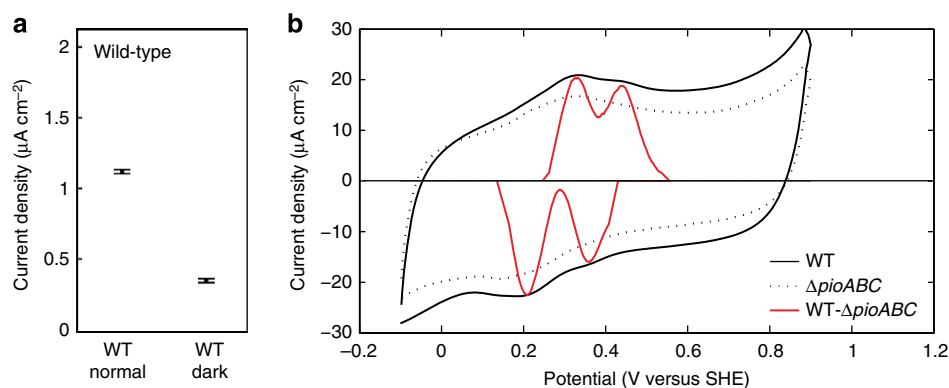 a
Wild-type
Current density (µA cm⁻²)
2
1.5
1
0.5
0
WT
normal
WT
dark
b
Current density (µA cm⁻²)
30
20
10
0
−10
−20
−30
−0.2
0
0.2
0.4
0.6
0.8
1
1.2
Potential (V versus SHE)
WT
ΔpioABC
WT-ΔpioABC